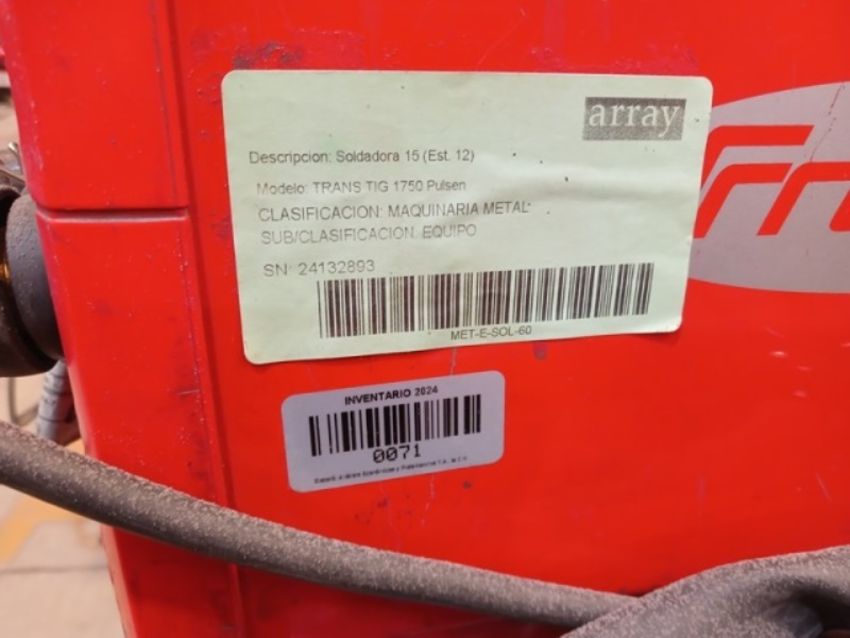 array
Descripcion: Soldadora 15 (Est. 12)
Modelo: TRANS TIG 1750 Pulsen
CLASIFICACION: MAQUINARIA METAL
SUB/CLASIFICACION: EQUIPO
SN: 24132893
MET-E-SOL-60
INVENTARIO 2024
0071